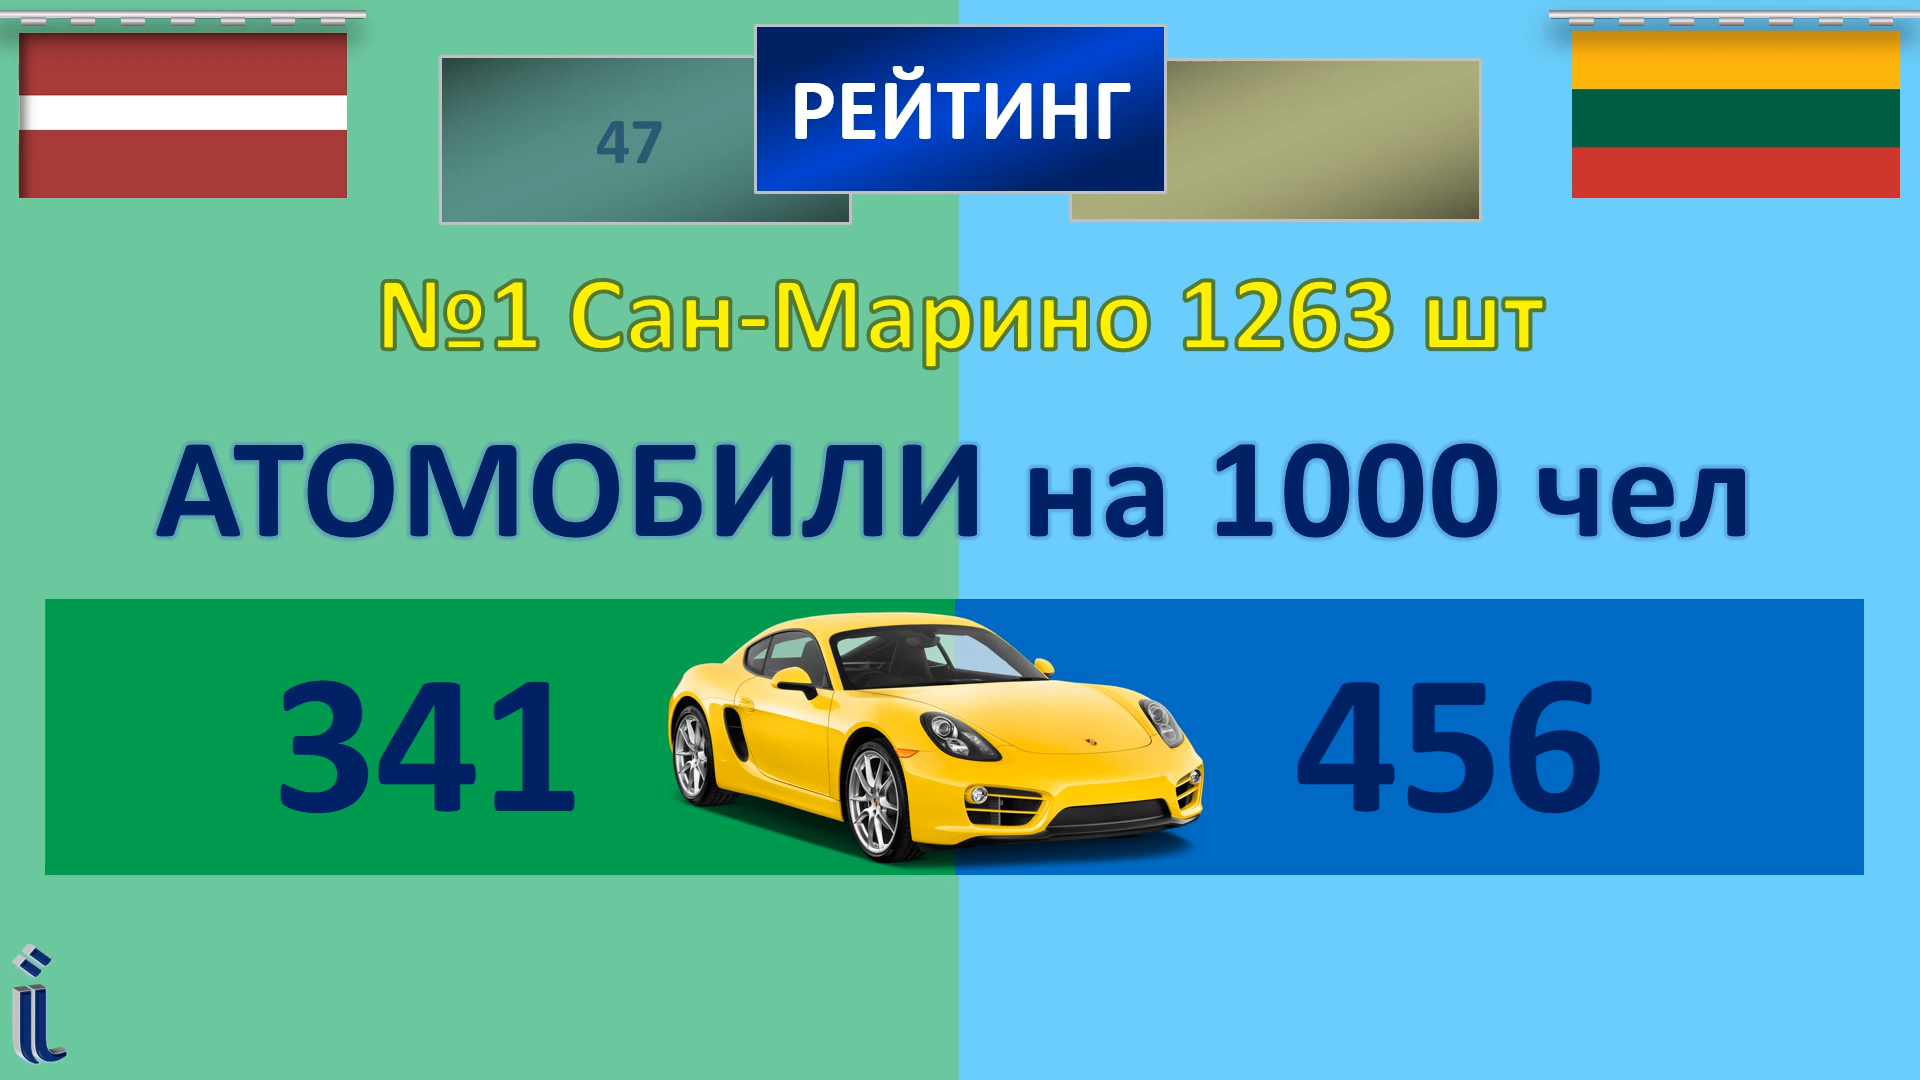 47
РЕЙТИНГ
№1 Сан-Марино 1263 шт
АТОМОБИЛИ на 1000 чел
341
456